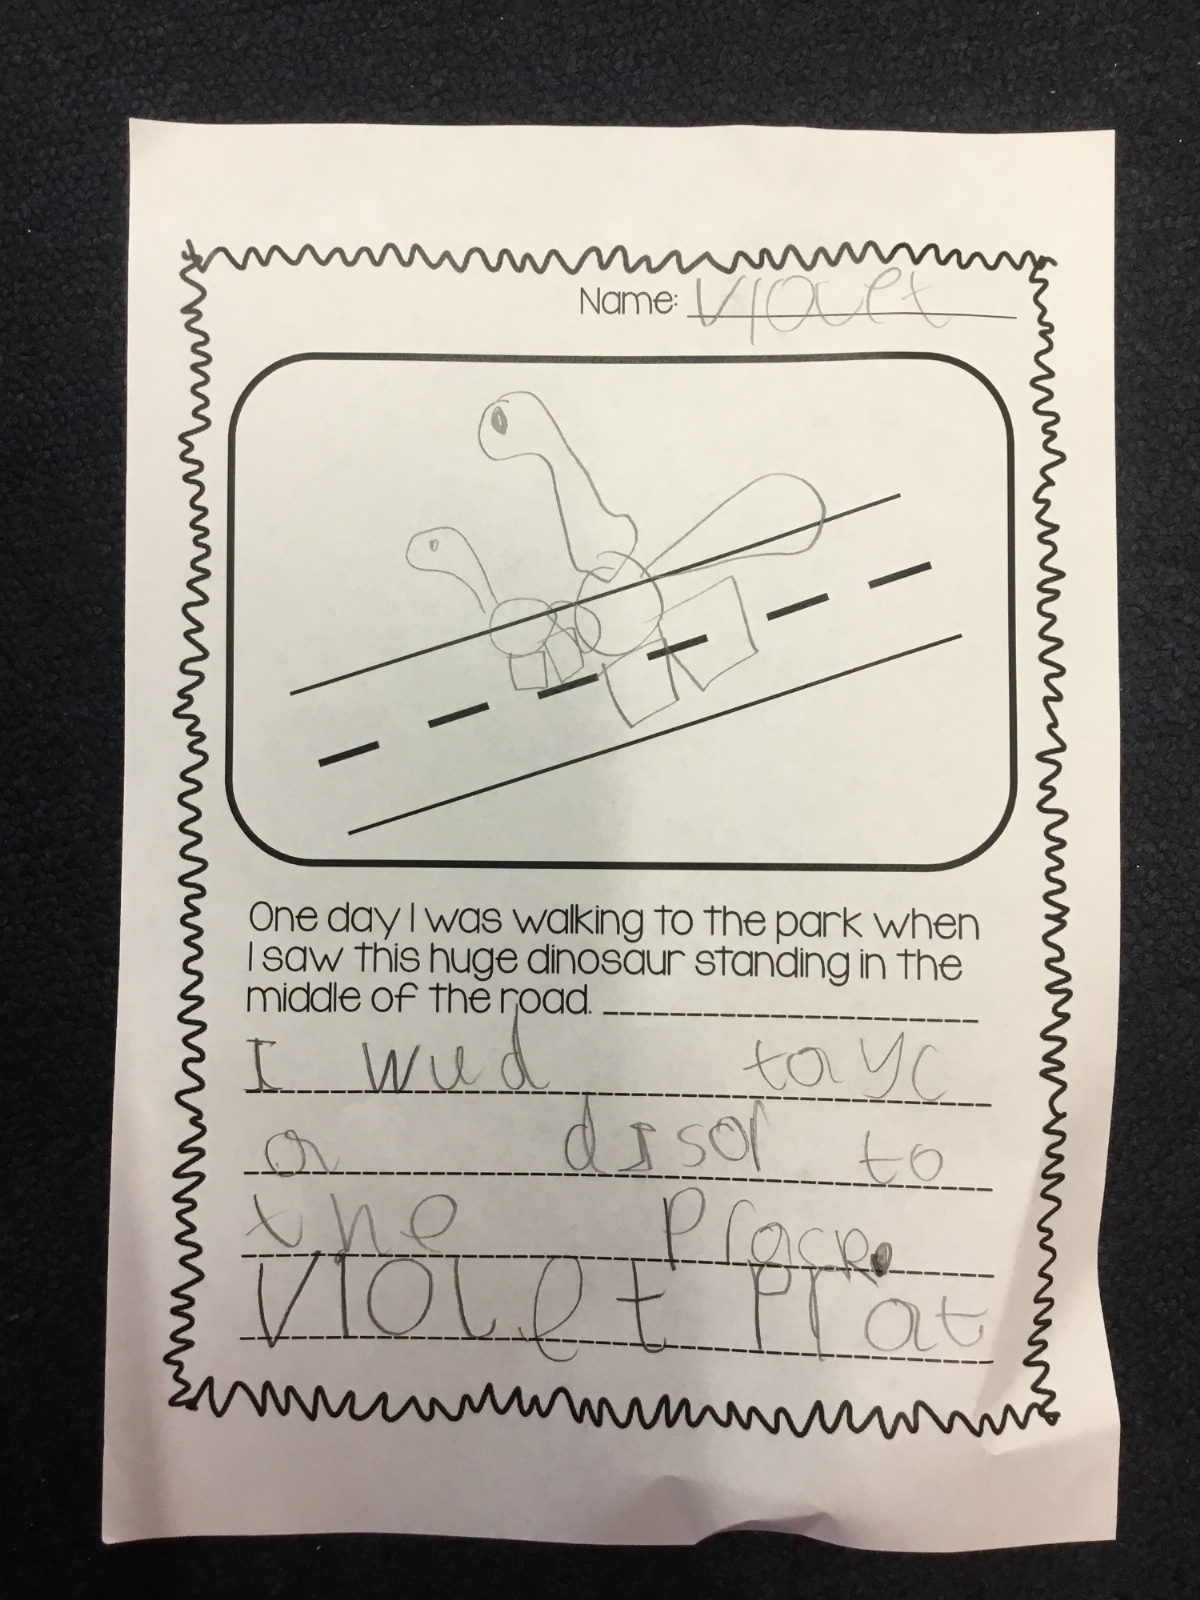 Name: Violet
One day I was walking to the park when
I saw this huge dinosaur standing in the
middle of the road.
I wud tayc
a disor to
the Prack.
Violet Prat